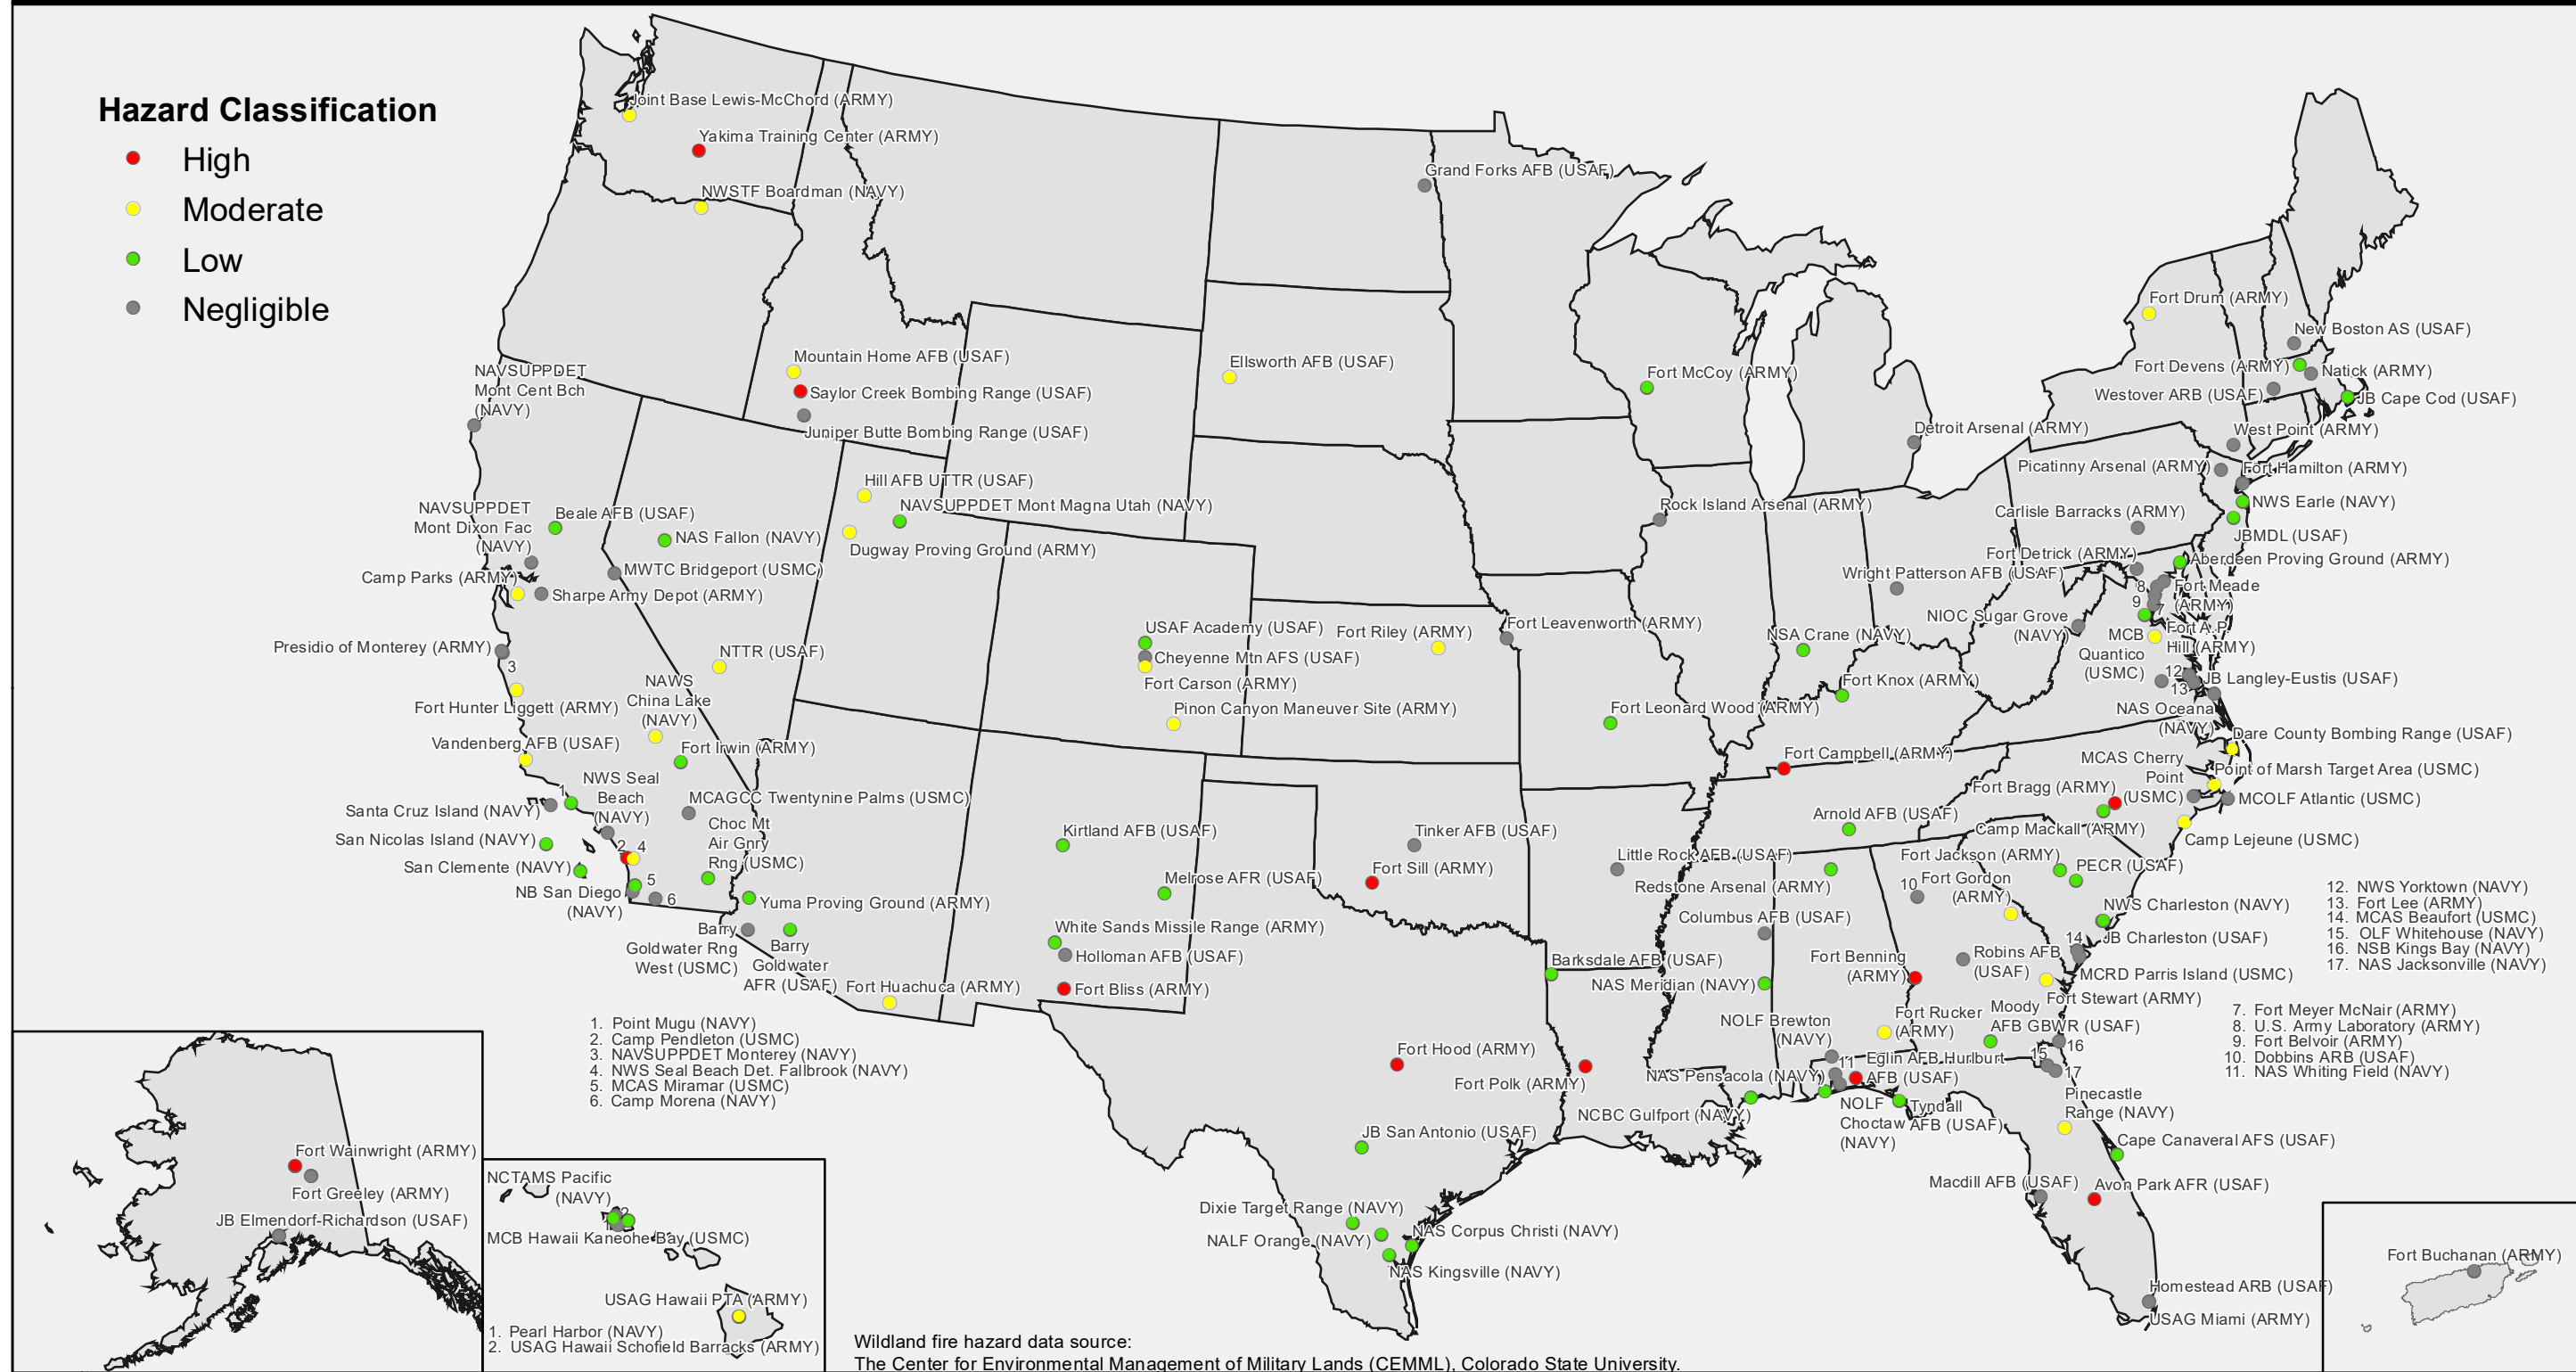 Hazard Classification
High
Moderate
Low
Negligible
Joint Base Lewis-McChord (ARMY)
Yakima Training Center (ARMY)
NWSTF Boardman (NAVY)
Grand Forks AFB (USAF)
Fort Drum (ARMY)
New Boston AS (USAF)
Mountain Home AFB (USAF)
Saylor Creek Bombing Range (USAF)
Juniper Butte Bombing Range (USAF)
Ellsworth AFB (USAF)
Fort McCoy (ARMY)
Fort Devens (ARMY)
Natick (ARMY)
Westover ARB (USAF)
JB Cape Cod (USAF)
NAVSUPPDET
Mont Cent Bch
(NAVY)
Detroit Arsenal (ARMY)
West Point (ARMY)
Picatinny Arsenal (ARMY)
Fort Hamilton (ARMY)
Hill AFB UTTR (USAF)
NAVSUPPDET Mont Magna Utah (NAVY)
Dugway Proving Ground (ARMY)
Rock Island Arsenal (ARMY)
NWS Earle (NAVY)
Carlisle Barracks (ARMY)
JBMDL (USAF)
NAVSUPPDET
Mont Dixon Fac
(NAVY)
Beale AFB (USAF)
NAS Fallon (NAVY)
MWTC Bridgeport (USMC)
Camp Parks (ARMY)
Sharpe Army Depot (ARMY)
Fort Detrick (ARMY)
Aberdeen Proving Ground (ARMY)
Wright Patterson AFB (USAF)
8
9
7
Fort Meade
(ARMY)
NIOC Sugar Grove
(NAVY)
MCB
Quantico
(USMC)
Fort A.P.
Hill (ARMY)
Presidio of Monterey (ARMY)
3
NTTR (USAF)
USAF Academy (USAF)
Cheyenne Mtn AFS (USAF)
Fort Carson (ARMY)
Fort Riley (ARMY)
Fort Leavenworth (ARMY)
NSA Crane (NAVY)
Fort Knox (ARMY)
12
13
JB Langley-Eustis (USAF)
NAS Oceana
(NAVY)
Fort Hunter Liggett (ARMY)
NAWS
China Lake
(NAVY)
Pinon Canyon Maneuver Site (ARMY)
Fort Leonard Wood (ARMY)
Vandenberg AFB (USAF)
Fort Irwin (ARMY)
Fort Campbell (ARMY)
Dare County Bombing Range (USAF)
MCAS Cherry
Point
(USMC)
Point of Marsh Target Area (USMC)
MCOLF Atlantic (USMC)
NWS Seal
Beach
(NAVY)
1
Santa Cruz Island (NAVY)
MCAGCC Twentynine Palms (USMC)
Fort Bragg (ARMY)
Camp Mackall (ARMY)
Camp Lejeune (USMC)
San Nicolas Island (NAVY)
2
4
Choc Mt
Air Gnry
Rng (USMC)
Kirtland AFB (USAF)
Tinker AFB (USAF)
Arnold AFB (USAF)
San Clemente (NAVY)
5
6
NB San Diego
(NAVY)
Melrose AFR (USAF)
Fort Sill (ARMY)
Little Rock AFB (USAF)
Redstone Arsenal (ARMY)
Fort Jackson (ARMY)
PECR (USAF)
10
Fort Gordon
(ARMY)
Yuma Proving Ground (ARMY)
Barry
Goldwater Rng
West (USMC)
Barry
Goldwater
AFR (USAF)
White Sands Missile Range (ARMY)
Holloman AFB (USAF)
Fort Bliss (ARMY)
Fort Huachuca (ARMY)
Columbus AFB (USAF)
Barksdale AFB (USAF)
NAS Meridian (NAVY)
Fort Benning
(ARMY)
Robins AFB
(USAF)
NWS Charleston (NAVY)
JB Charleston (USAF)
14
MCRD Parris Island (USMC)
Fort Stewart (ARMY)
12. NWS Yorktown (NAVY)
13. Fort Lee (ARMY)
14. MCAS Beaufort (USMC)
15. OLF Whitehouse (NAVY)
16. NSB Kings Bay (NAVY)
17. NAS Jacksonville (NAVY)
1. Point Mugu (NAVY)
2. Camp Pendleton (USMC)
3. NAVSUPPDET Monterey (NAVY)
4. NWS Seal Beach Det. Fallbrook (NAVY)
5. MCAS Miramar (USMC)
6. Camp Morena (NAVY)
7. Fort Meyer McNair (ARMY)
8. U.S. Army Laboratory (ARMY)
9. Fort Belvoir (ARMY)
10. Dobbins ARB (USAF)
11. NAS Whiting Field (NAVY)
Fort Rucker
(ARMY)
Moody
AFB GBWR (USAF)
NOLF Brewton
(NAVY)
11
Eglin AFB Hurlburt
AFB (USAF)
15
16
17
Fort Hood (ARMY)
Fort Polk (ARMY)
NAS Pensacola (NAVY)
NCBC Gulfport (NAVY)
NOLF
Choctaw
(NAVY)
Tyndall
AFB (USAF)
Pinecastle
Range (NAVY)
JB San Antonio (USAF)
Cape Canaveral AFS (USAF)
Macdill AFB (USAF)
Avon Park AFR (USAF)
Dixie Target Range (NAVY)
NALF Orange (NAVY)
NAS Corpus Christi (NAVY)
NAS Kingsville (NAVY)
Homestead ARB (USAF)
USAG Miami (ARMY)
Fort Wainwright (ARMY)
Fort Greeley (ARMY)
JB Elmendorf-Richardson (USAF)
NCTAMS Pacific
(NAVY)
1
2
MCB Hawaii Kaneohe Bay (USMC)
USAG Hawaii PTA (ARMY)
1. Pearl Harbor (NAVY)
2. USAG Hawaii Schofield Barracks (ARMY)
Fort Buchanan (ARMY)
Wildland fire hazard data source:
The Center for Environmental Management of Military Lands (CEMML), Colorado State University.